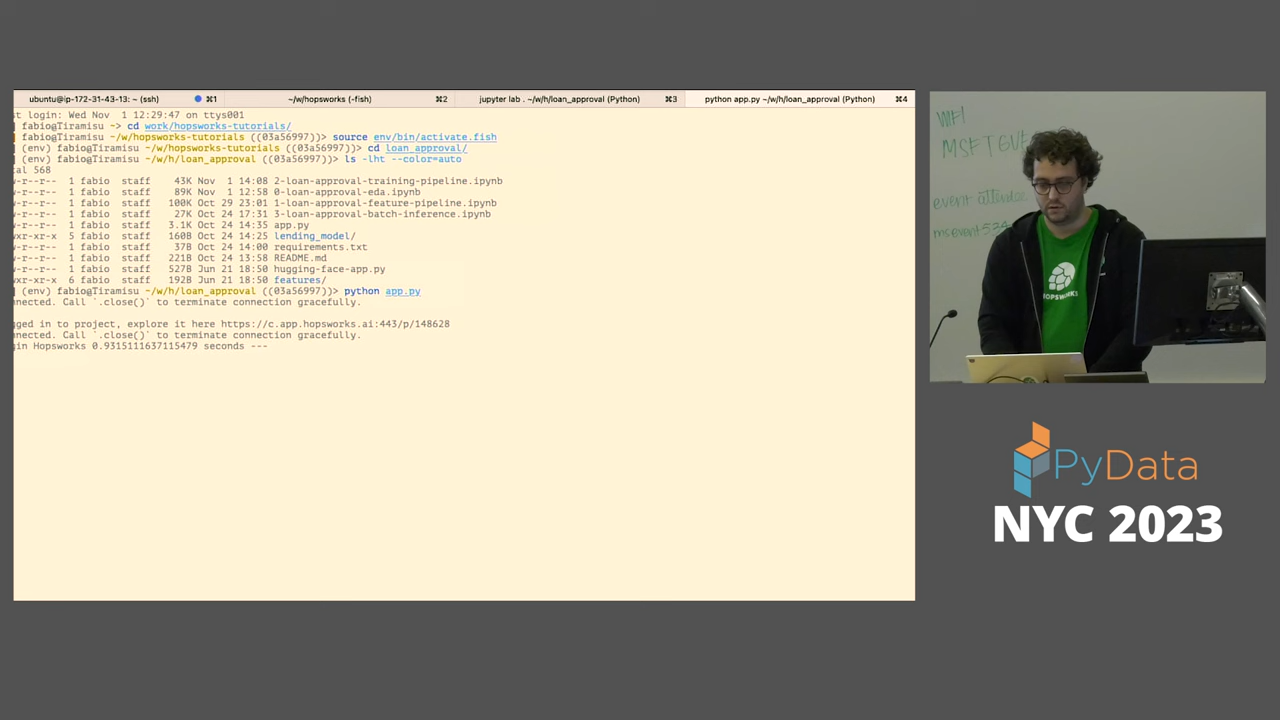 ubuntu@ip-172-31-43-13: ~ (ssh) ⌘1 ~/w/hopsworks (-fish) ⌘2 jupyter lab . ~/w/h/loan_approval (Python) ⌘3 python app.py ~/w/h/loan_approval (Python) ⌘4
st login: Wed Nov 1 12:29:47 on ttys001
fabio@Tiramisu ~> cd work/hopsworks-tutorials/
fabio@Tiramisu ~/w/hopsworks-tutorials ((03a56997))> source env/bin/activate.fish
(env) fabio@Tiramisu ~/w/hopsworks-tutorials ((03a56997))> cd loan_approval/
(env) fabio@Tiramisu ~/w/h/loan_approval ((03a56997))> ls -lht --color=auto
al 568
w-r--r-- 1 fabio staff 43K Nov 1 14:08 2-loan-approval-training-pipeline.ipynb
w-r--r-- 1 fabio staff 89K Nov 1 12:58 0-loan-approval-eda.ipynb
w-r--r-- 1 fabio staff 100K Oct 29 23:01 1-loan-approval-feature-pipeline.ipynb
w-r--r-- 1 fabio staff 27K Oct 24 17:31 3-loan-approval-batch-inference.ipynb
w-r--r-- 1 fabio staff 3.1K Oct 24 14:35 app.py
wxr-xr-x 5 fabio staff 160B Oct 24 14:25 lending_model/
w-r--r-- 1 fabio staff 37B Oct 24 14:00 requirements.txt
w-r--r-- 1 fabio staff 221B Oct 24 13:58 README.md
w-r--r-- 1 fabio staff 527B Jun 21 18:50 hugging-face-app.py
wxr-xr-x 6 fabio staff 192B Jun 21 18:50 features/
(env) fabio@Tiramisu ~/w/h/loan_approval ((03a56997))> python app.py
nected. Call `.close()` to terminate connection gracefully.
gged in to project, explore it here https://c.app.hopsworks.ai:443/p/148628
nected. Call `.close()` to terminate connection gracefully.
gin Hopsworks 0.9315111637115479 seconds ---
MSFTGUE
event
HOPSWORKS
PyData
NYC 2023